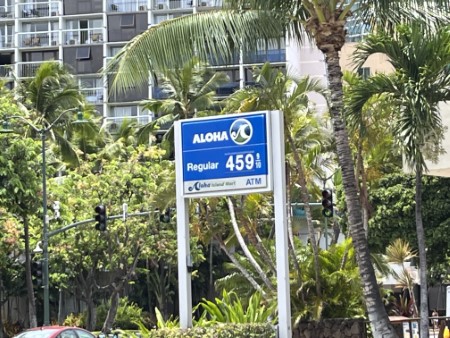 ALOHA
Regular 459 9/10
Aloha Island Mart
ATM